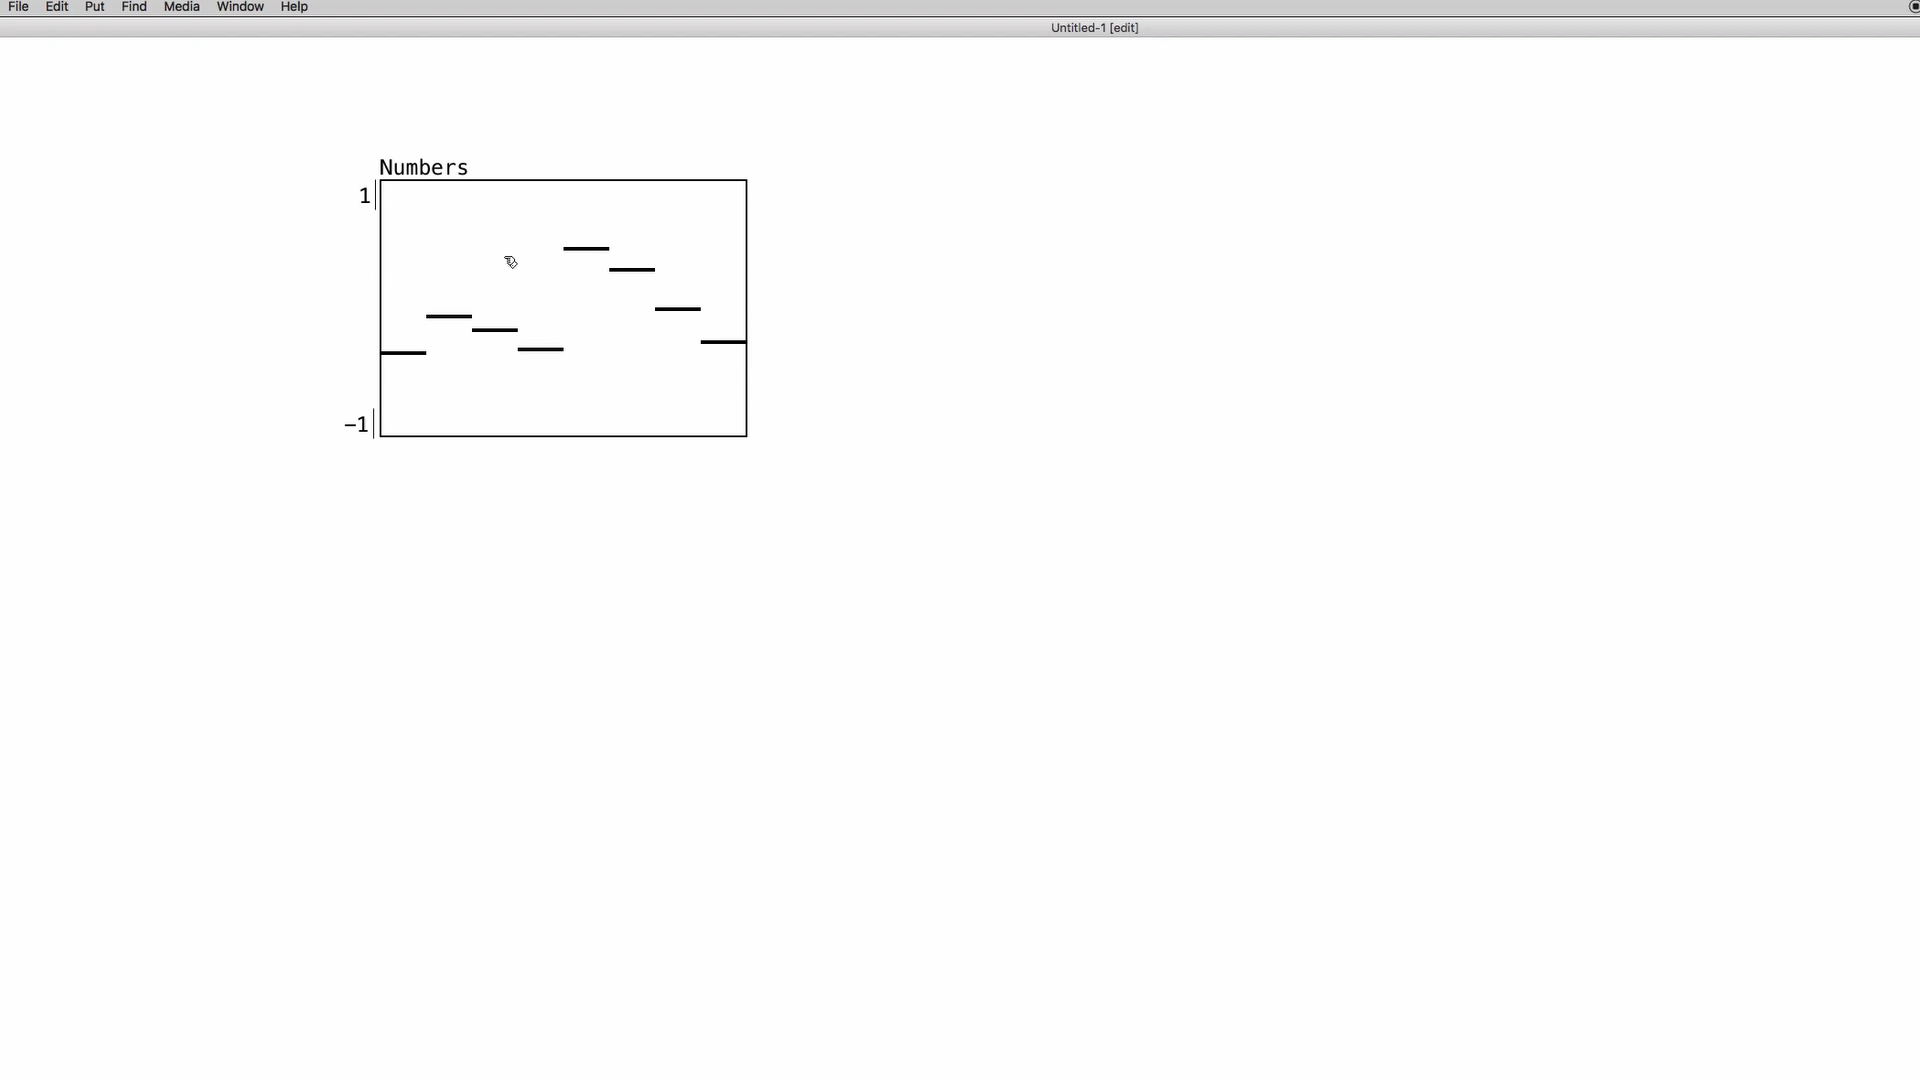 File Edit Put Find Media Window Help
Untitled-1 [edit]
Numbers
1
−1